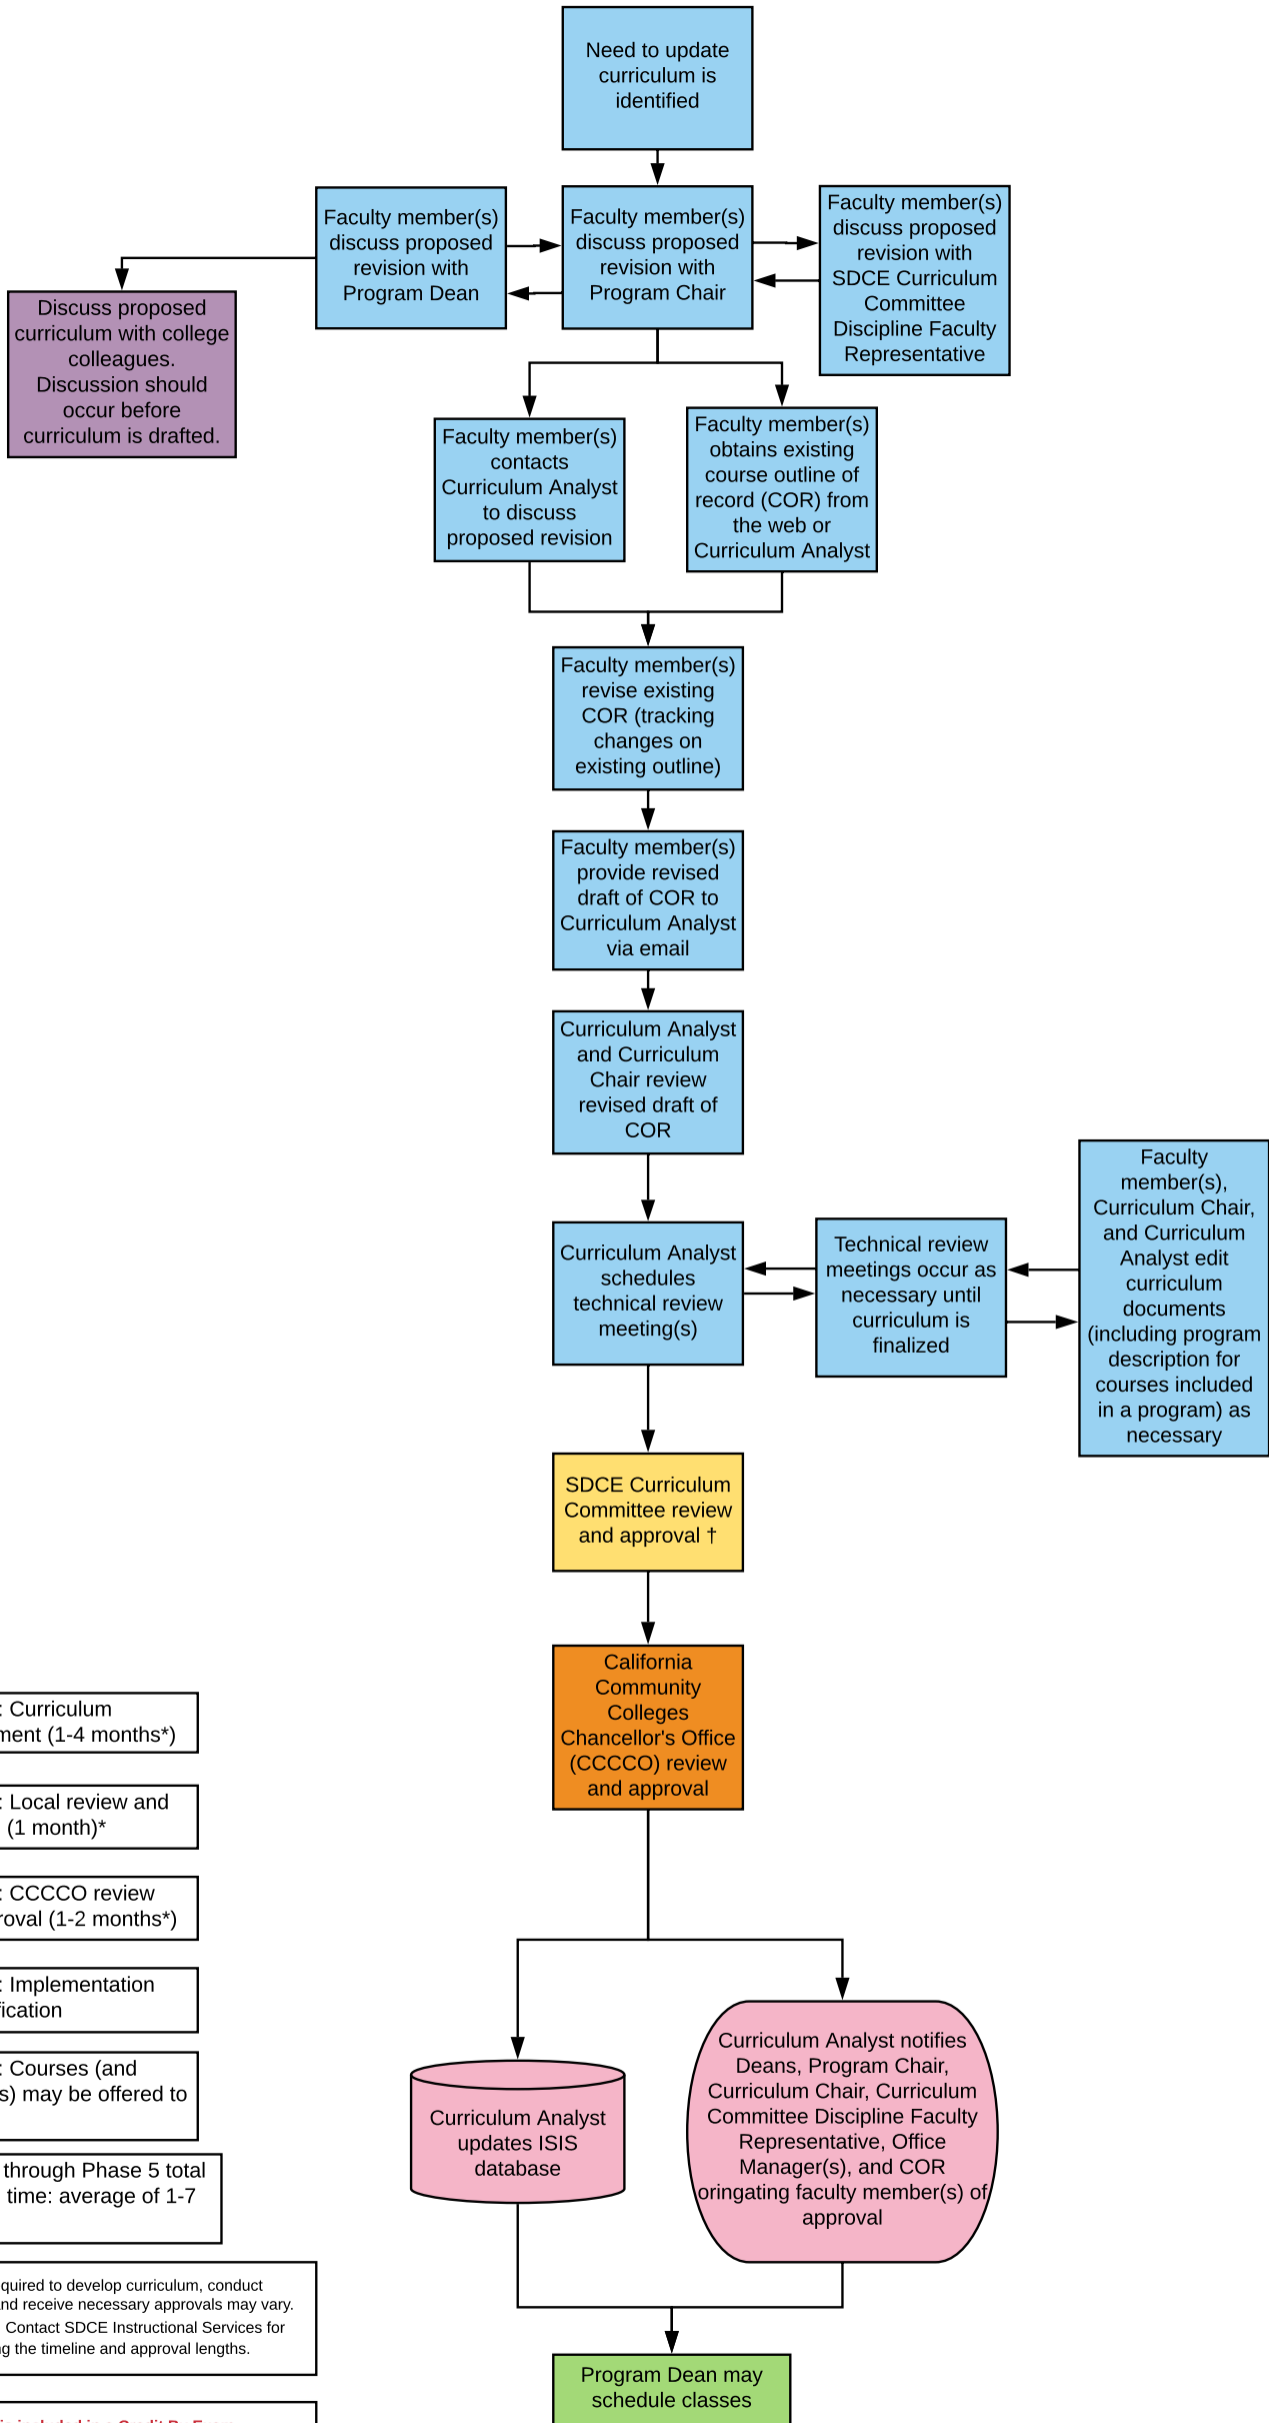 Need to update
curriculum is
identified
Faculty member(s)
discuss proposed
revision with
Program Dean
Faculty member(s)
discuss proposed
revision with
Program Chair
Faculty member(s)
discuss proposed
revision with
SDCE Curriculum
Committee
Discipline Faculty
Representative
Discuss proposed
curriculum with college
colleagues.
Discussion should
occur before
curriculum is drafted.
Faculty member(s)
contacts
Curriculum Analyst
to discuss
proposed revision
Faculty member(s)
obtains existing
course outline of
record (COR) from
the web or
Curriculum Analyst
Faculty member(s)
revise existing
COR (tracking
changes on
existing outline)
Faculty member(s)
provide revised
draft of COR to
Curriculum Analyst
via email
Curriculum Analyst
and Curriculum
Chair review
revised draft of
COR
Curriculum Analyst
schedules
technical review
meeting(s)
Technical review
meetings occur as
necessary until
curriculum is
finalized
Faculty
member(s),
Curriculum Chair,
and Curriculum
Analyst edit
curriculum
documents
(including program
description for
courses included
in a program) as
necessary
SDCE Curriculum
Committee review
and approval †
California
Community
Colleges
Chancellor's Office
(CCCCO) review
and approval
: Curriculum
ment (1-4 months*)
: Local review and
(1 month)*
: CCCCO review
roval (1-2 months*)
: Implementation
fication
: Courses (and
s) may be offered to
through Phase 5 total
time: average of 1-7
quired to develop curriculum, conduct
and receive necessary approvals may vary.
Contact SDCE Instructional Services for
ng the timeline and approval lengths.
Curriculum Analyst
updates ISIS
database
Curriculum Analyst notifies
Deans, Program Chair,
Curriculum Chair, Curriculum
Committee Discipline Faculty
Representative, Office
Manager(s), and COR
oringating faculty member(s) of
approval
Program Dean may
schedule classes